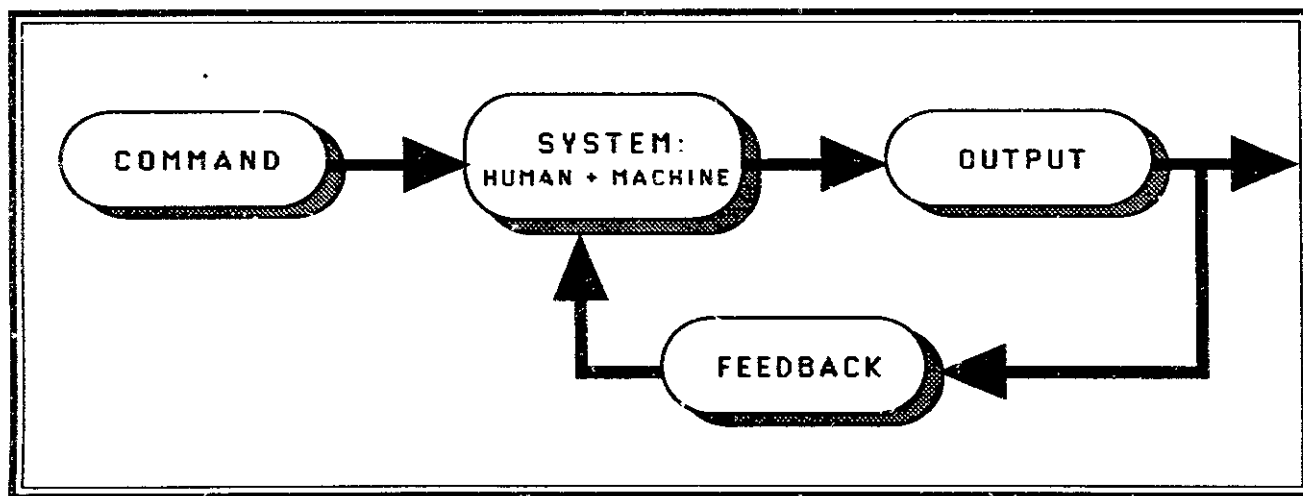 COMMAND
SYSTEM:
HUMAN + MACHINE
OUTPUT
FEEDBACK